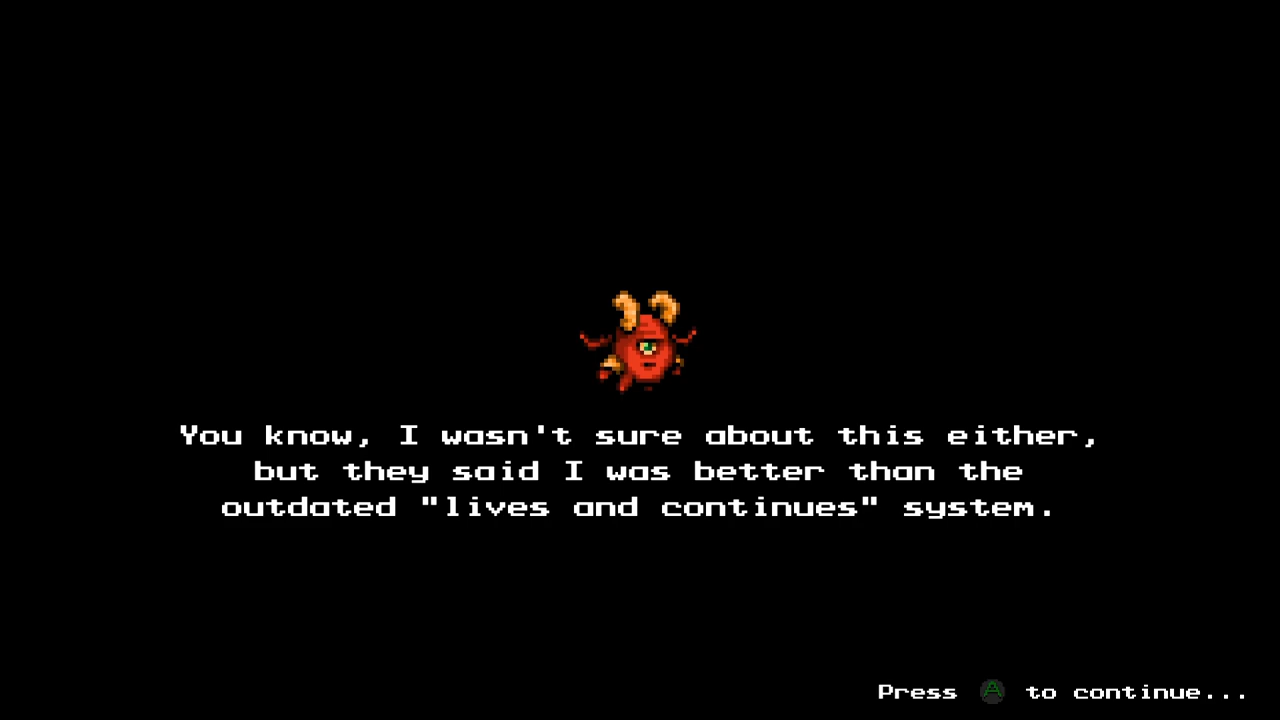 You know, I wasn't sure about this either,
but they said I was better than the
outdated "lives and continues" system.
Press A to continue...